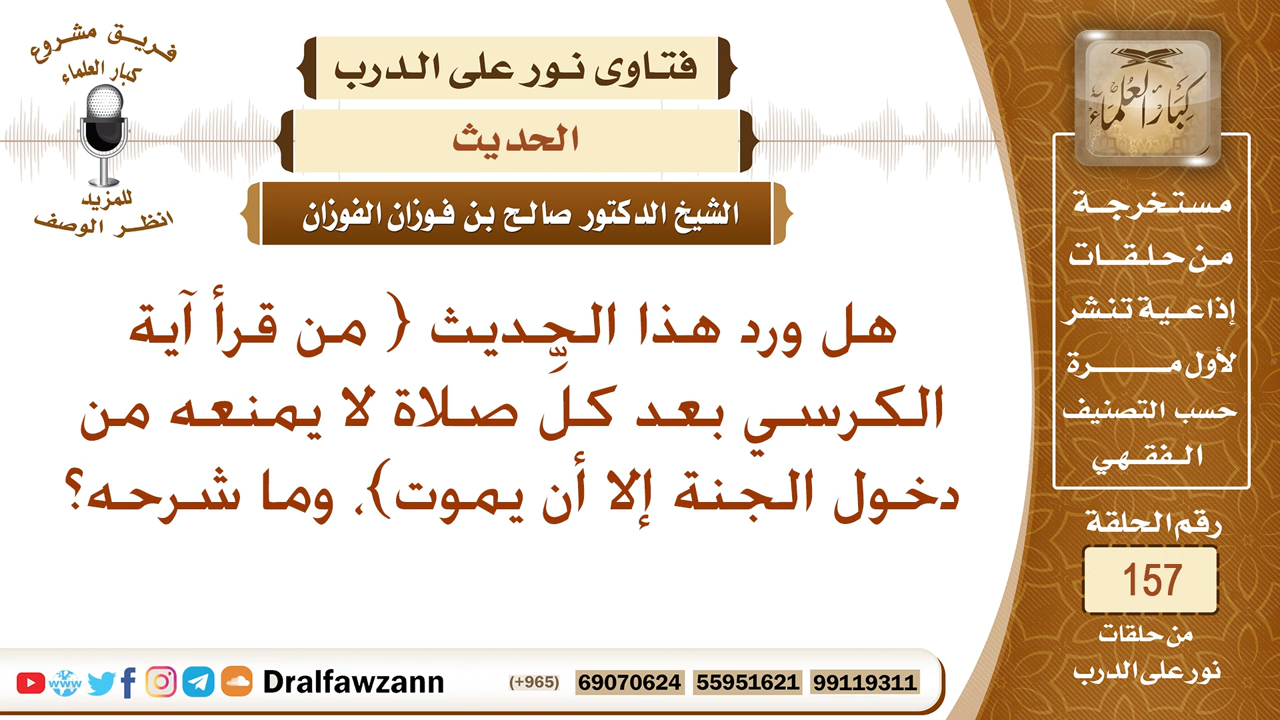 فريق مشروع
كبار العلماء
للمزيد
انظر الوصف
فتاوى نور على الدرب
الحديث
الشيخ الدكتور صالح بن فوزان الفوزان
هل ورد هذا الحديث { من قرأ آية
الكرسي بعد كلِّ صلاة لا يمنعه من
دخول الجنة إلا أن يموت}، وما شرحه؟
كبار العلماء
مستخرجة
من حلقات
إذاعية تنشر
لأول مرة
حسب التصنيف
الفقهي
رقم الحلقة
157
من حلقات
نور على الدرب
www Dralfawzann (+965) 69070624 55951621 99119311